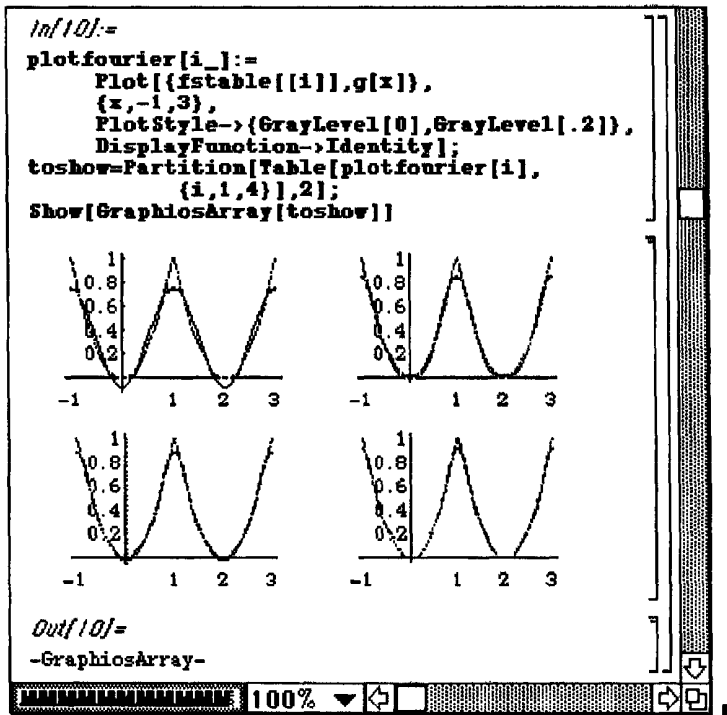 In[10]:=
plotfourier[i_]:=
Plot[{fstable[[i]],g[x]},
{x,-1,3},
PlotStyle->{GrayLevel[0],GrayLevel[.2]},
DisplayFunction->Identity];
toshow=Partition[Table[plotfourier[i],
{i,1,4}],2];
Show[GraphiosArray[toshow]]
1
0.8
0.6
0.4
0.2
-1 1 2 3
1
0.8
0.6
0.4
0.2
-1 1 2 3
1
0.8
0.6
0.4
0.2
-1 1 2 3
1
0.8
0.6
0.4
0.2
-1 1 2 3
Out[10]=
-GraphiosArray-
100%